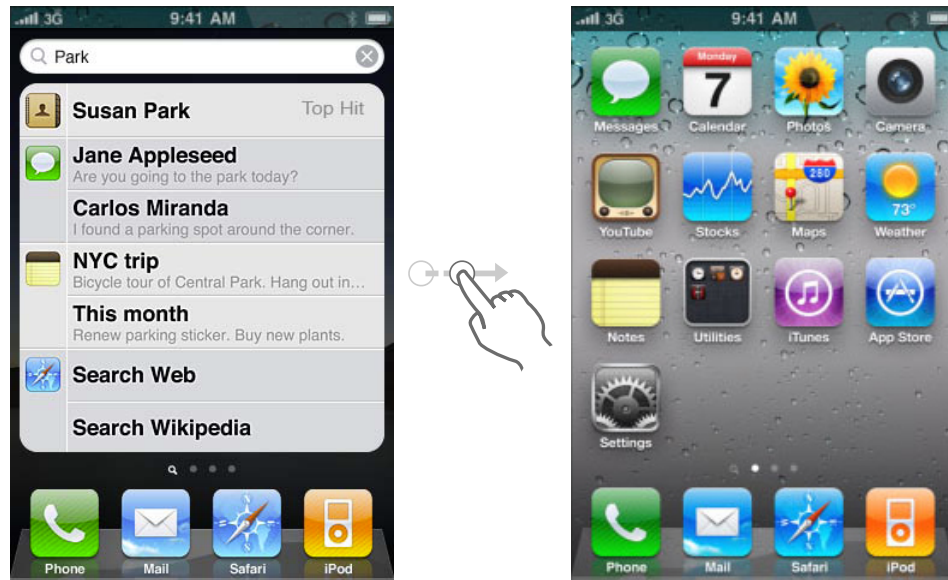 3G 9:41 AM
Park
Susan Park Top Hit
Jane Appleseed
Are you going to the park today?
Carlos Miranda
I found a parking spot around the corner.
NYC trip
Bicycle tour of Central Park. Hang out in…
This month
Renew parking sticker. Buy new plants.
Search Web
Search Wikipedia
Phone Mail Safari iPod
3G 9:41 AM
Monday
7
Messages Calendar Photos Camera
280
73°
YouTube Stocks Maps Weather
Notes Utilities iTunes App Store
Settings
Phone Mail Safari iPod